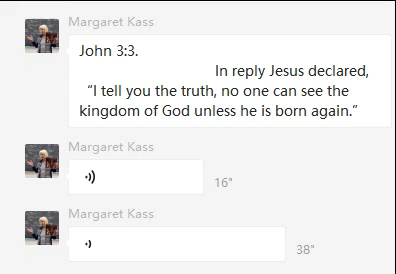 Margaret Kass
John 3:3.
In reply Jesus declared,
“I tell you the truth, no one can see the
kingdom of God unless he is born again.”
Margaret Kass
16"
Margaret Kass
38"